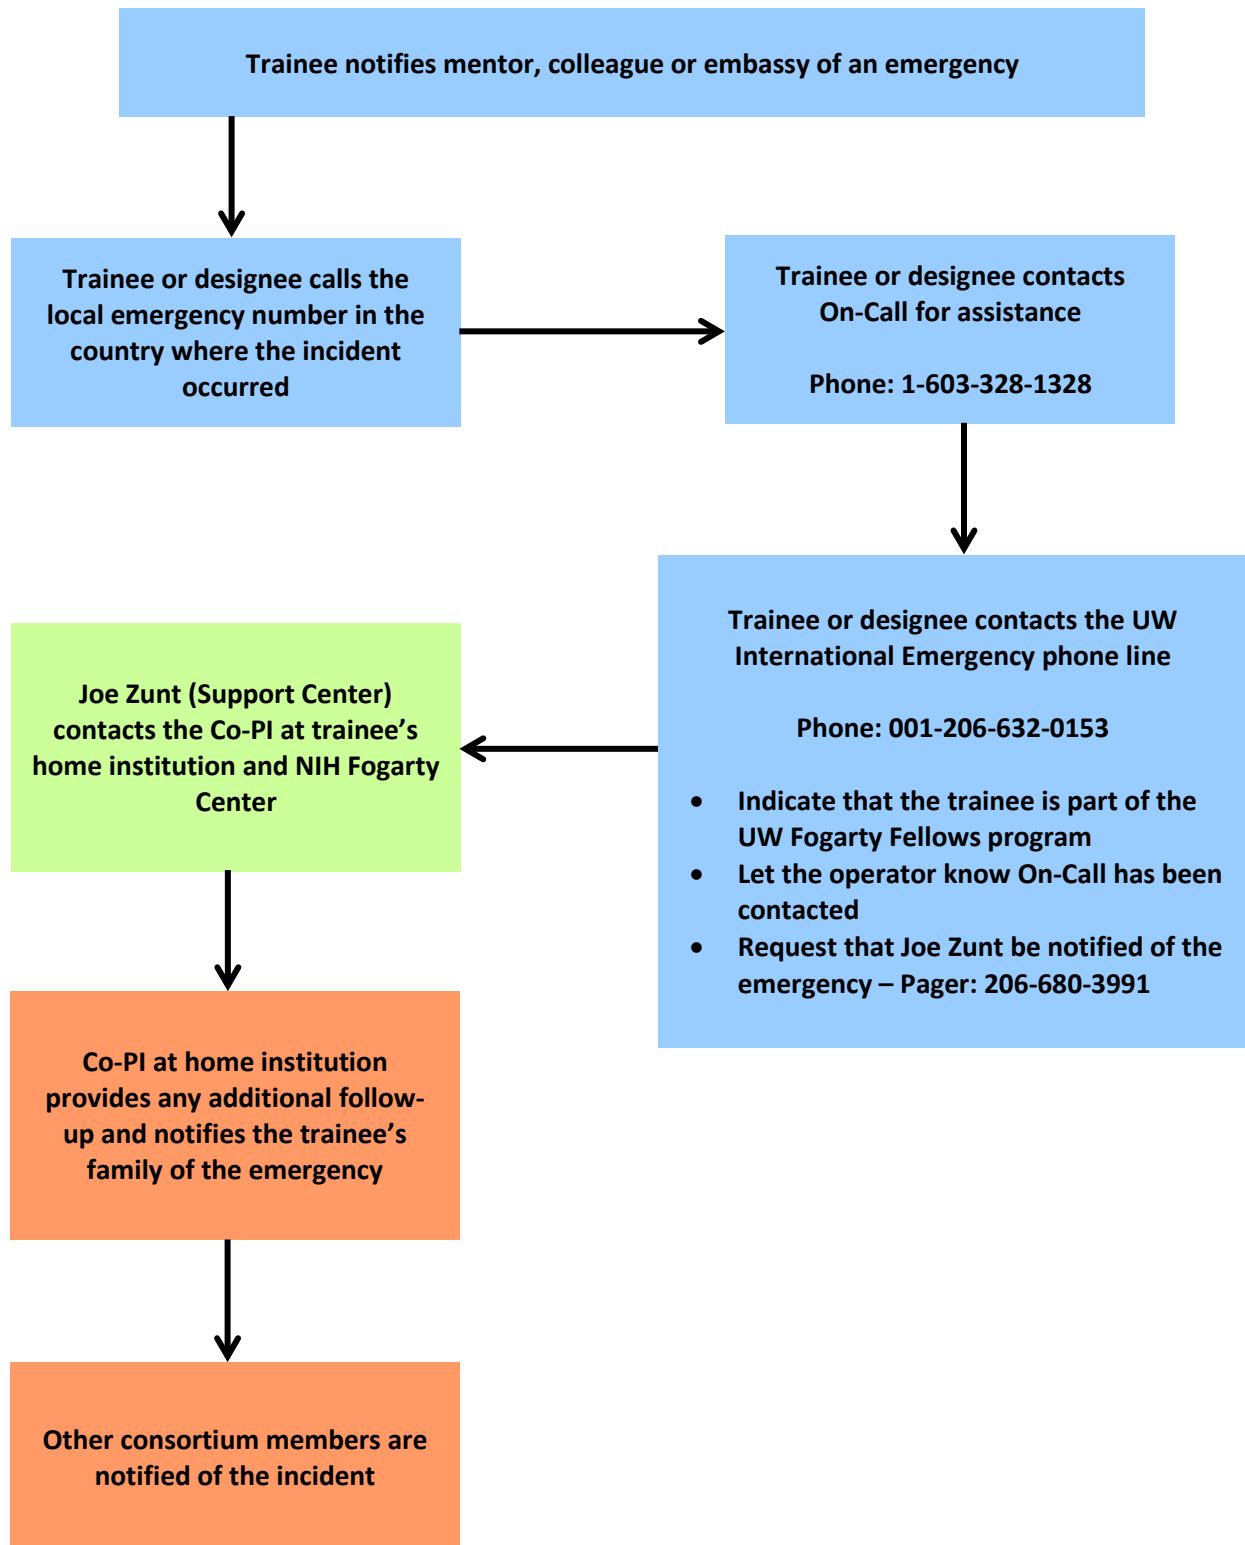 Trainee notifies mentor, colleague or embassy of an emergency
Trainee or designee calls the
local emergency number in the
country where the incident
occurred
Trainee or designee contacts
On-Call for assistance
Phone: 1-603-328-1328
Trainee or designee contacts the UW
International Emergency phone line
Phone: 001-206-632-0153
• Indicate that the trainee is part of the
UW Fogarty Fellows program
• Let the operator know On-Call has been
contacted
• Request that Joe Zunt be notified of the
emergency – Pager: 206-680-3991
Joe Zunt (Support Center)
contacts the Co-PI at trainee’s
home institution and NIH Fogarty
Center
Co-PI at home institution
provides any additional follow-
up and notifies the trainee’s
family of the emergency
Other consortium members are
notified of the incident